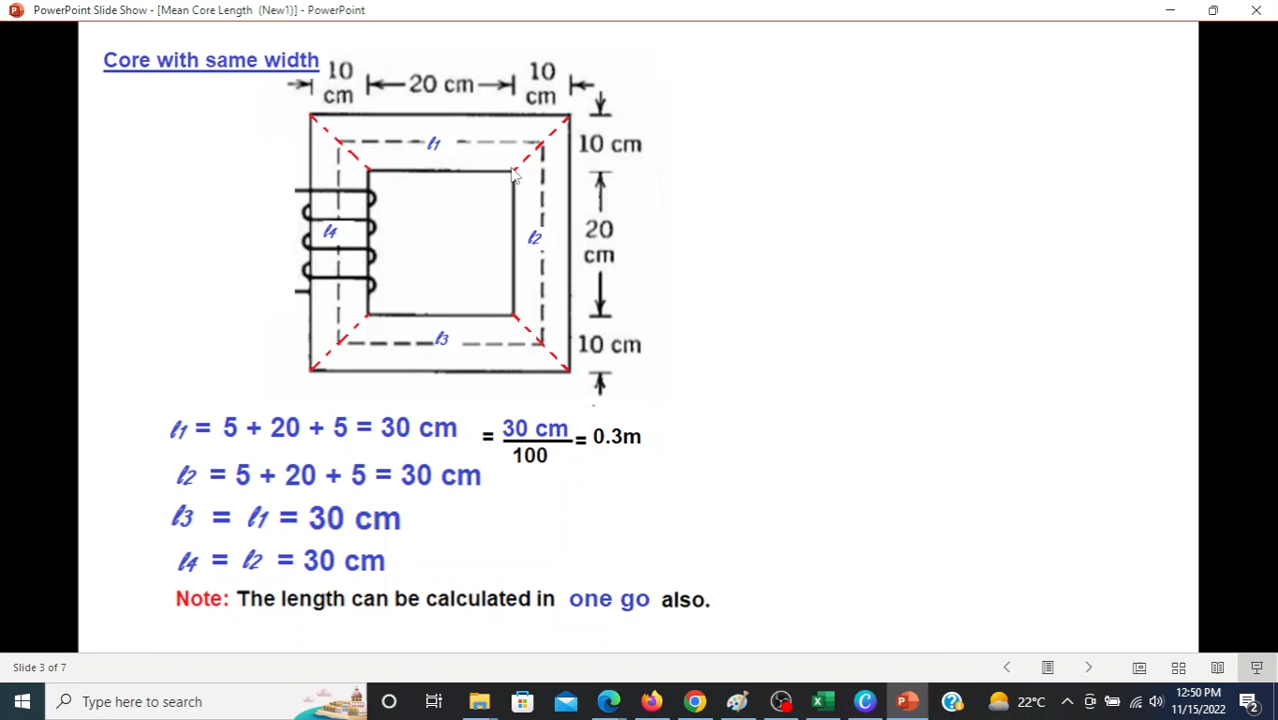 PowerPoint Slide Show - [Mean Core Length (New1)] - PowerPoint
Core with same width
10 cm
20 cm
10 cm
10 cm
ℓ1
20 cm
ℓ4
ℓ2
ℓ3
10 cm
ℓ1 = 5 + 20 + 5 = 30 cm = 30 cm / 100 = 0.3m
ℓ2 = 5 + 20 + 5 = 30 cm
ℓ3 = ℓ1 = 30 cm
ℓ4 = ℓ2 = 30 cm
Note: The length can be calculated in one go also.
Slide 3 of 7
Type here to search
22°C
12:50 PM
11/15/2022
2